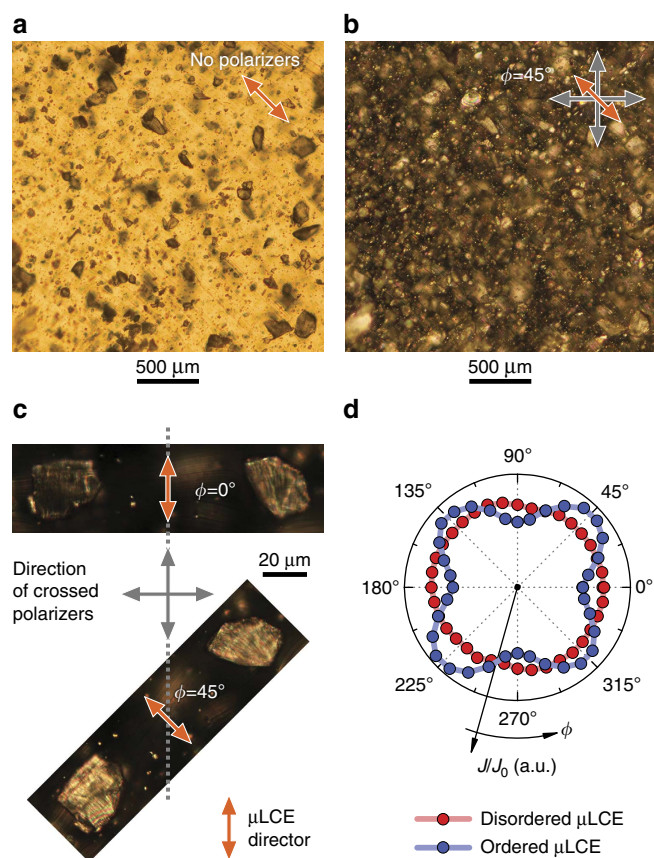 a
No polarizers
500 μm
b
ϕ=45°
500 μm
c
ϕ=0°
Direction
of crossed
polarizers
20 μm
ϕ=45°
μLCE
director
d
90°
135°
45°
180°
0°
225°
315°
270°
ϕ
J/J₀ (a.u.)
Disordered μLCE
Ordered μLCE